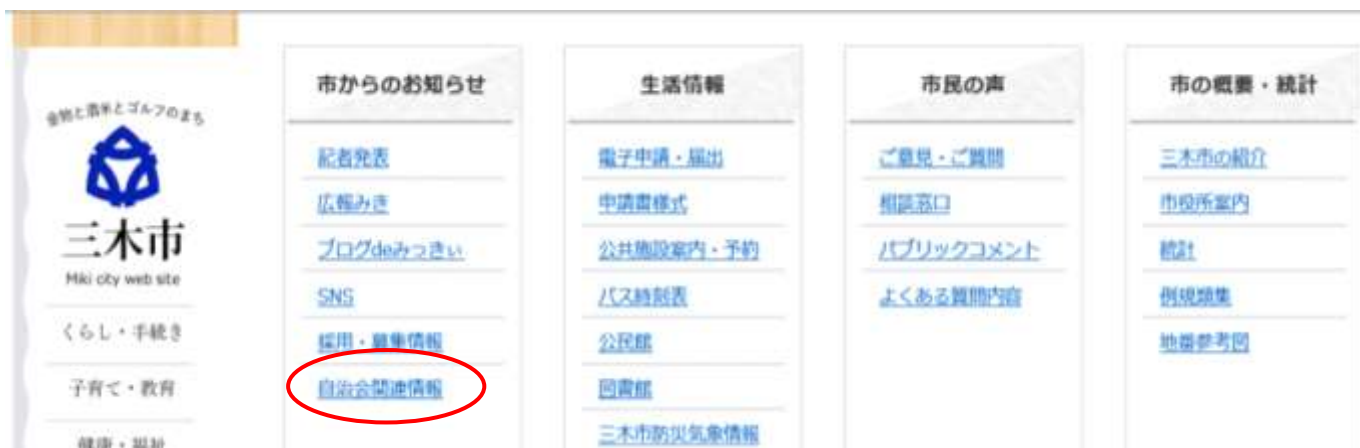 金物と酒米とゴルフのまち
三木市
Miki city web site
くらし・手続き
子育て・教育
健康・福祉
市からのお知らせ
記者発表
広報みき
ブログdeみっきぃ
SNS
採用・募集情報
自治会関連情報
生活情報
電子申請・届出
申請書様式
公共施設案内・予約
バス時刻表
公民館
図書館
三木市防災気象情報
市民の声
ご意見・ご質問
相談窓口
パブリックコメント
よくある質問内容
市の概要・統計
三木市の紹介
市役所案内
統計
例規類集
地番参考図